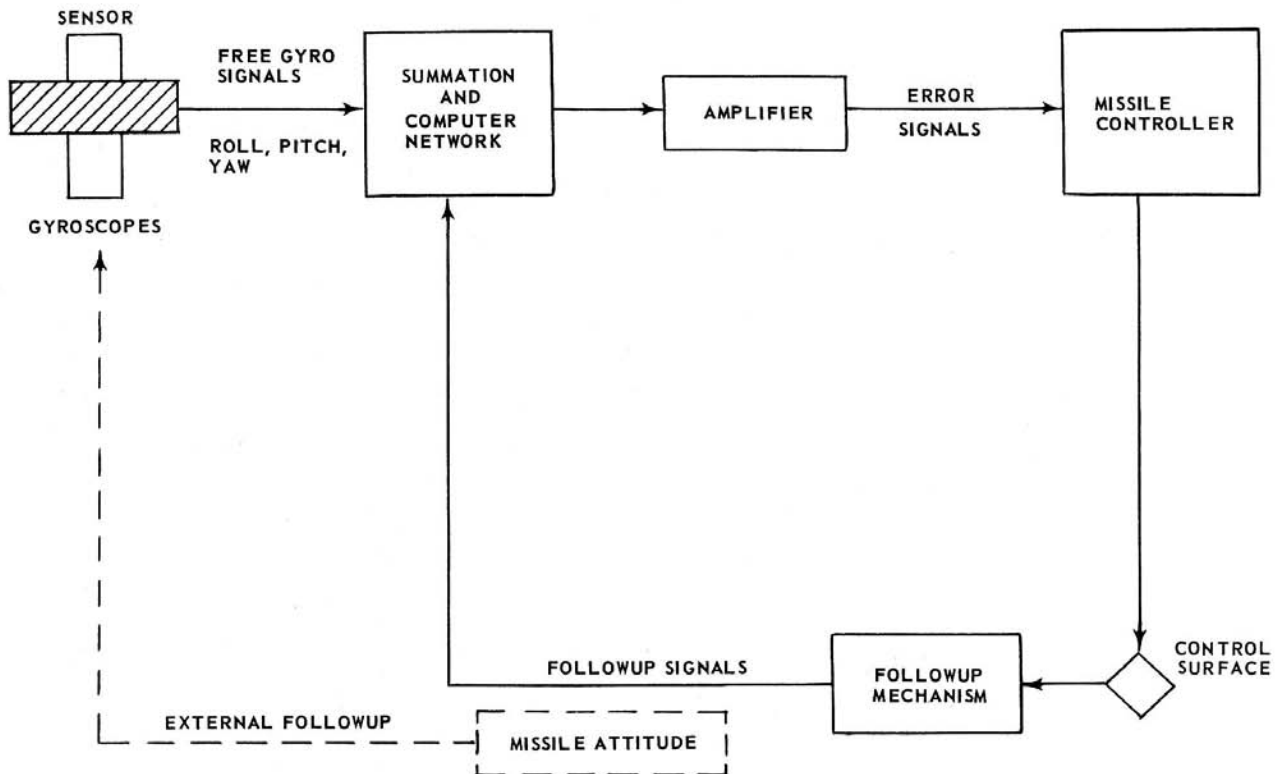 SENSOR
FREE GYRO
SIGNALS
ROLL, PITCH,
YAW
GYROSCOPES
SUMMATION
AND
COMPUTER
NETWORK
AMPLIFIER
ERROR
SIGNALS
MISSILE
CONTROLLER
CONTROL
SURFACE
FOLLOWUP
MECHANISM
FOLLOWUP SIGNALS
EXTERNAL FOLLOWUP
MISSILE ATTITUDE